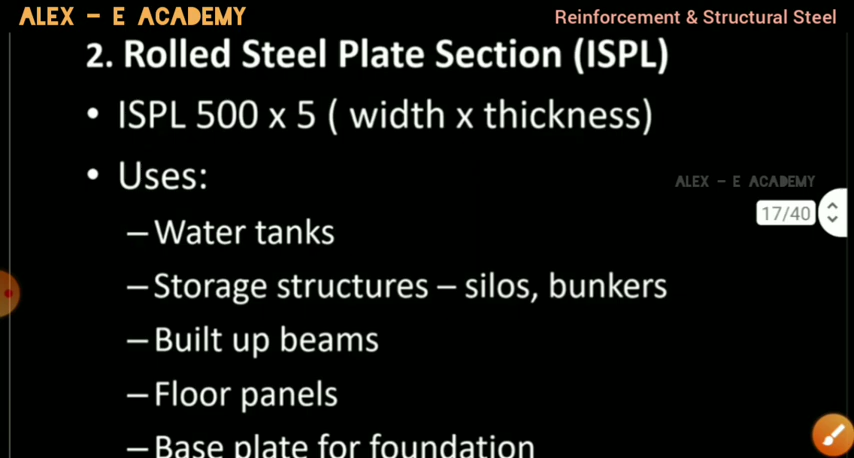 ALEX – E ACADEMY
Reinforcement & Structural Steel
2. Rolled Steel Plate Section (ISPL)
• ISPL 500 x 5 ( width x thickness)
• Uses:
ALEX – E ACADEMY
17/40
– Water tanks
– Storage structures – silos, bunkers
– Built up beams
– Floor panels
– Base plate for foundation